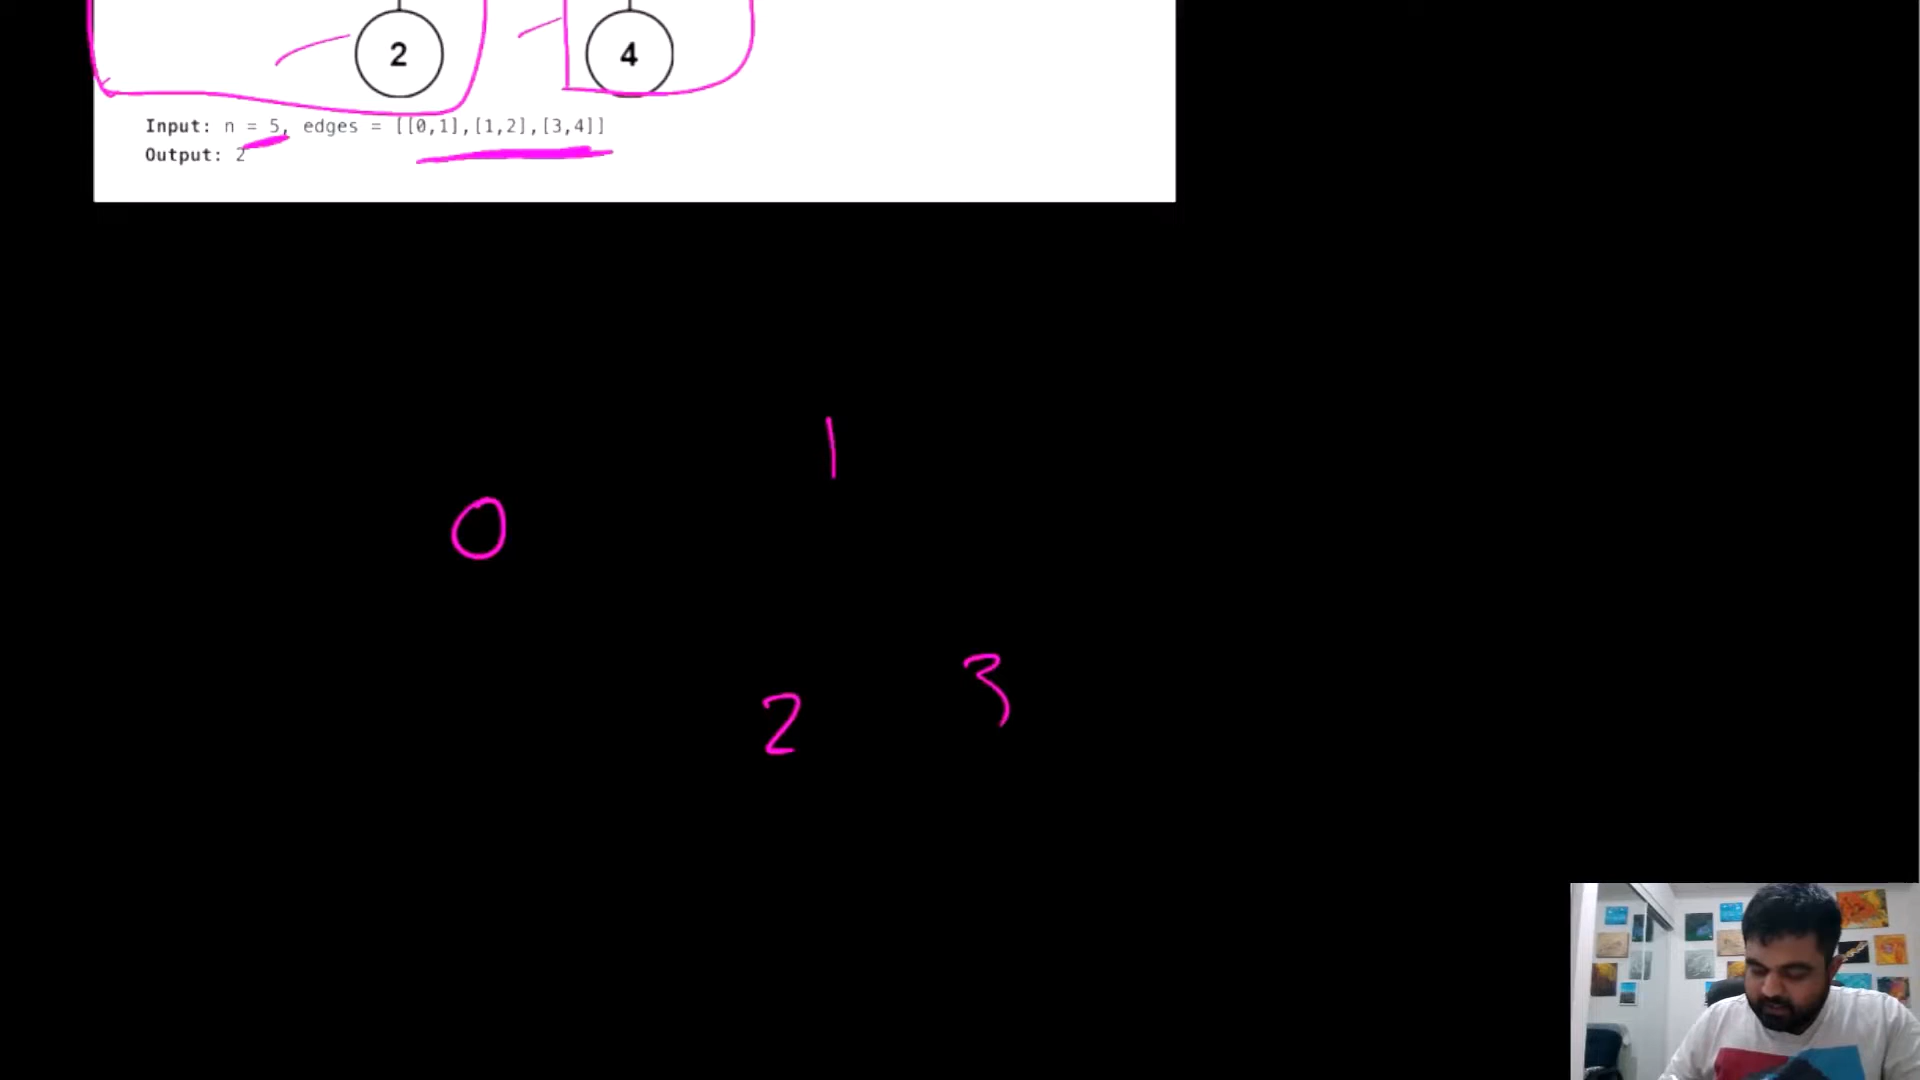 2 4
Input: n = 5, edges = [[0,1],[1,2],[3,4]]
Output: 2
1
0
3
2